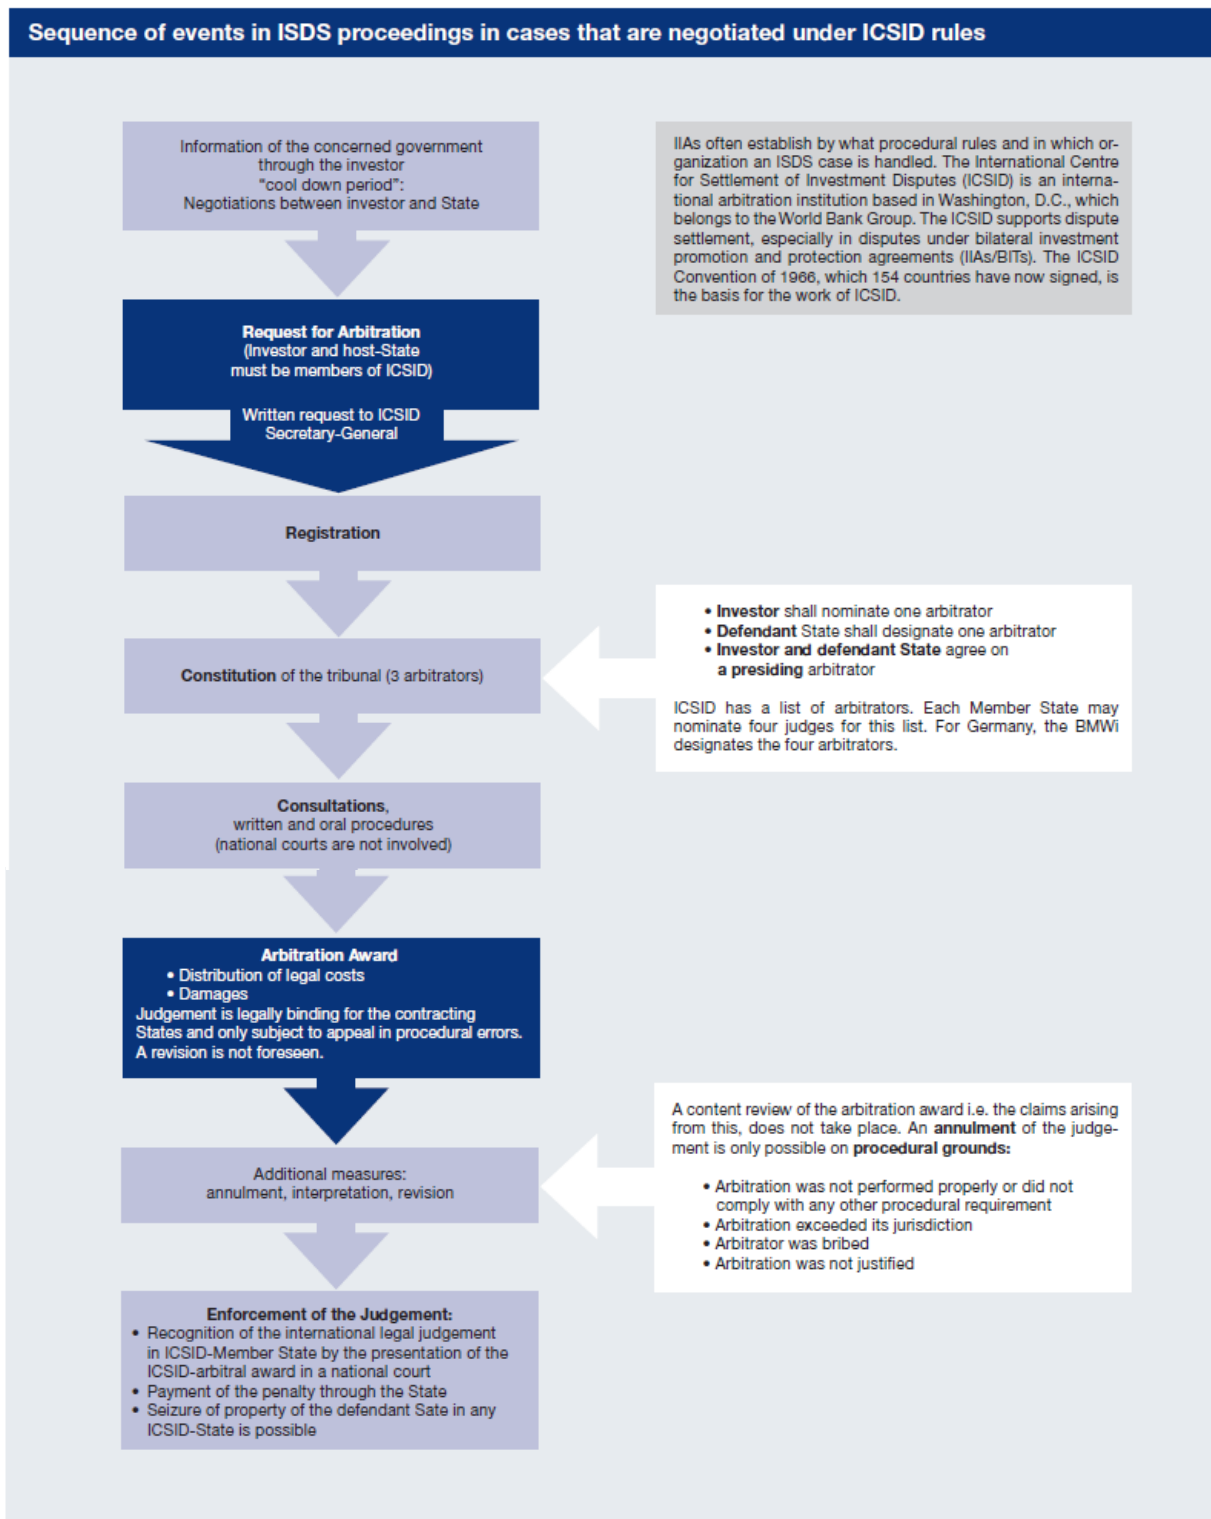 Sequence of events in ISDS proceedings in cases that are negotiated under ICSID rules
Information of the concerned government
through the investor
“cool down period”:
Negotiations between investor and State
IIAs often establish by what procedural rules and in which or-
ganization an ISDS case is handled. The International Centre
for Settlement of Investment Disputes (ICSID) is an interna-
tional arbitration institution based in Washington, D.C., which
belongs to the World Bank Group. The ICSID supports dispute
settlement, especially in disputes under bilateral investment
promotion and protection agreements (IIAs/BITs). The ICSID
Convention of 1966, which 154 countries have now signed, is
the basis for the work of ICSID.
Request for Arbitration
(Investor and host-State
must be members of ICSID)
Written request to ICSID
Secretary-General
Registration
Constitution of the tribunal (3 arbitrators)
• Investor shall nominate one arbitrator
• Defendant State shall designate one arbitrator
• Investor and defendant State agree on
a presiding arbitrator
ICSID has a list of arbitrators. Each Member State may
nominate four judges for this list. For Germany, the BMWi
designates the four arbitrators.
Consultations,
written and oral procedures
(national courts are not involved)
Arbitration Award
• Distribution of legal costs
• Damages
Judgement is legally binding for the contracting
States and only subject to appeal in procedural errors.
A revision is not foreseen.
Additional measures:
annulment, interpretation, revision
A content review of the arbitration award i.e. the claims arising
from this, does not take place. An annulment of the judge-
ment is only possible on procedural grounds:
• Arbitration was not performed properly or did not
comply with any other procedural requirement
• Arbitration exceeded its jurisdiction
• Arbitrator was bribed
• Arbitration was not justified
Enforcement of the Judgement:
• Recognition of the international legal judgement
in ICSID-Member State by the presentation of the
ICSID-arbitral award in a national court
• Payment of the penalty through the State
• Seizure of property of the defendant Sate in any
ICSID-State is possible